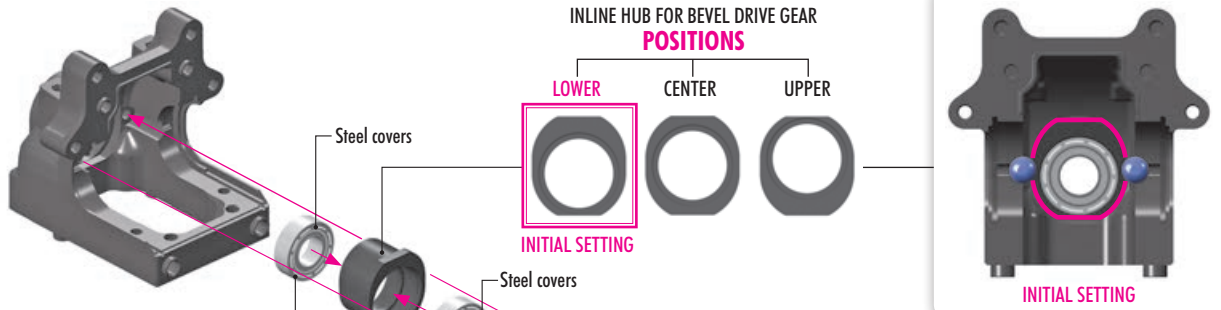 INLINE HUB FOR BEVEL DRIVE GEAR
POSITIONS
LOWER CENTER UPPER
Steel covers
INITIAL SETTING
Steel covers
INITIAL SETTING